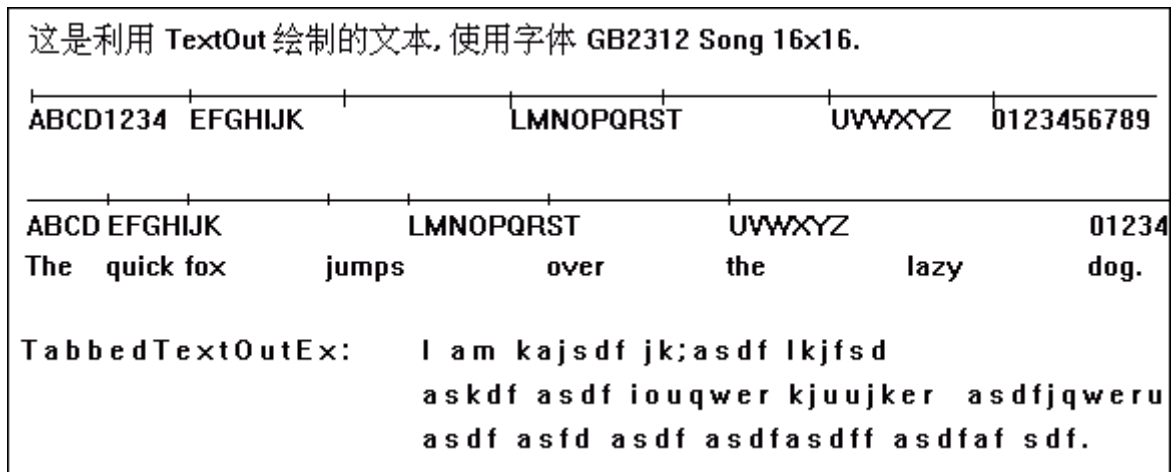 这是利用 TextOut 绘制的文本, 使用字体 GB2312 Song 16x16.
ABCD1234 EFGHIJK LMNOPQRST UVWXYZ 0123456789
ABCD EFGHIJK LMNOPQRST UVWXYZ 01234
The quick fox jumps over the lazy dog.
TabbedTextOutEx: I am kajsdf jk;asdf lkjfsd
askdf asdf iouqwer kjuujker asdfjqweru
asdf asfd asdf asdfasdff asdfaf sdf.